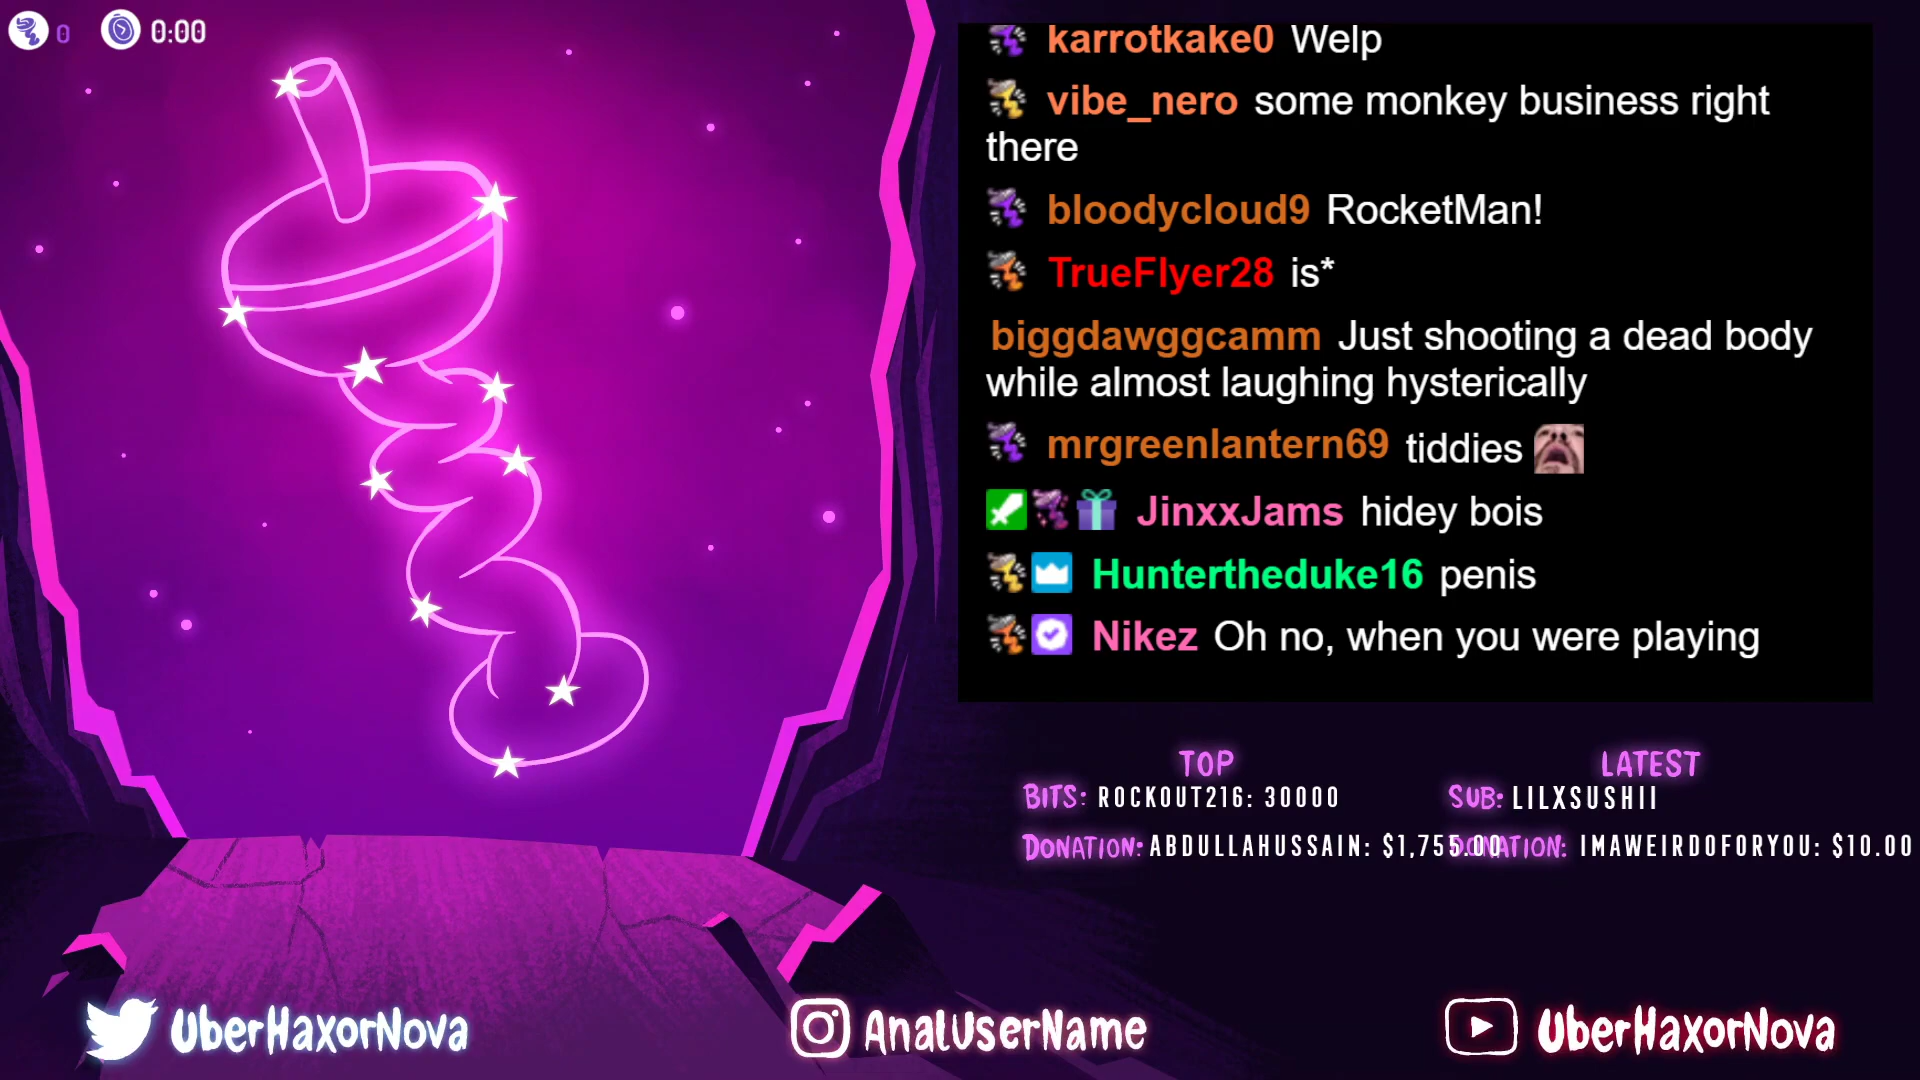 0 0:00
karrotkake0 Welp
vibe_nero some monkey business right
there
bloodycloud9 RocketMan!
TrueFlyer28 is*
biggdawggcamm Just shooting a dead body
while almost laughing hysterically
mrgreenlantern69 tiddies
JinxxJams hidey bois
Huntertheduke16 penis
Nikez Oh no, when you were playing
TOP
BITS: ROCKOUT216: 30000
DONATION: ABDULLAHUSSAIN: $1,755.00
LATEST
SUB: LILXSUSHII
DONATION: IMAWEIRDOFORYOU: $10.00
UberHaxorNova
AnalUserName
UberHaxorNova